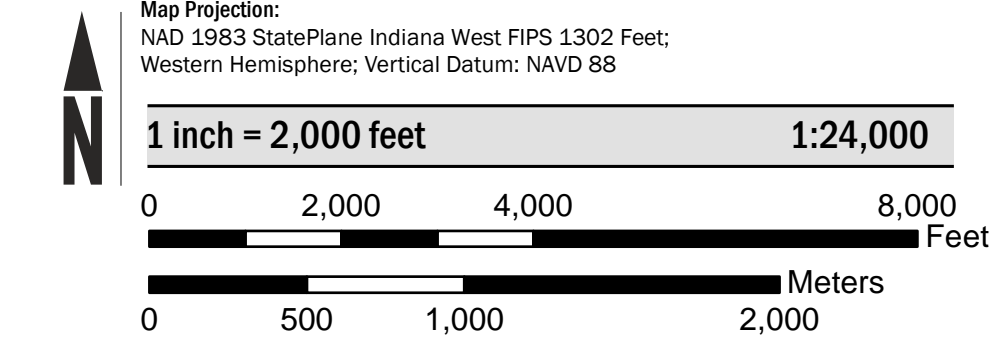 Map Projection:
NAD 1983 StatePlane Indiana West FIPS 1302 Feet;
Western Hemisphere; Vertical Datum: NAVD 88
N
1 inch = 2,000 feet 1:24,000
0 2,000 4,000 8,000
Feet
Meters
0 500 1,000 2,000